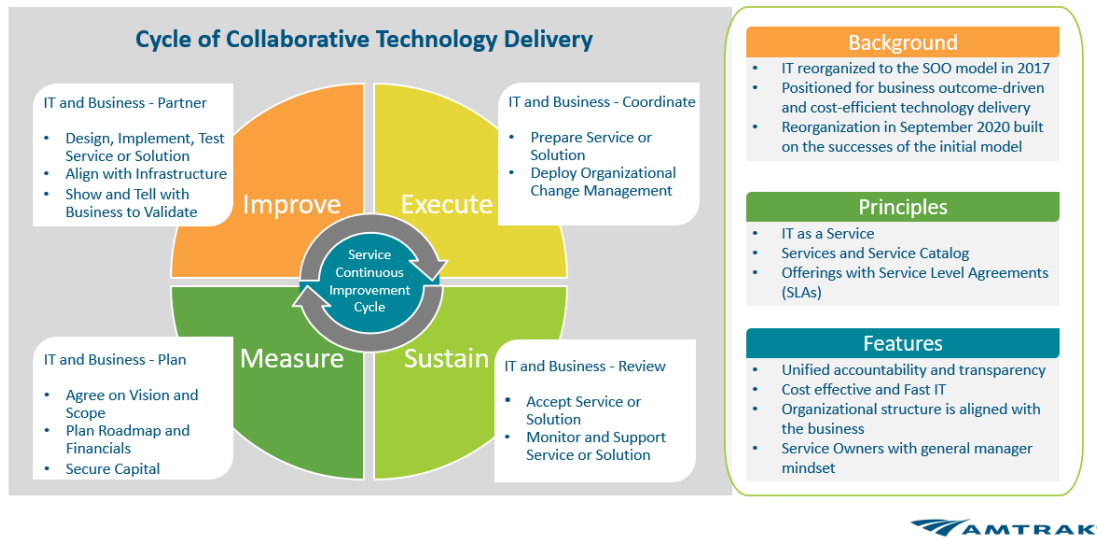 Cycle of Collaborative Technology Delivery
IT and Business - Partner
• Design, Implement, Test
Service or Solution
• Align with Infrastructure
• Show and Tell with
Business to Validate
IT and Business - Coordinate
• Prepare Service or
Solution
• Deploy Organizational
Change Management
Improve
Execute
Service
Continuous
Improvement
Cycle
Measure
Sustain
IT and Business - Plan
• Agree on Vision and
Scope
• Plan Roadmap and
Financials
• Secure Capital
IT and Business - Review
• Accept Service or
Solution
• Monitor and Support
Service or Solution
Background
• IT reorganized to the SOO model in 2017
• Positioned for business outcome-driven
and cost-efficient technology delivery
• Reorganization in September 2020 built
on the successes of the initial model
Principles
• IT as a Service
• Services and Service Catalog
• Offerings with Service Level Agreements
(SLAs)
Features
• Unified accountability and transparency
• Cost effective and Fast IT
• Organizational structure is aligned with
the business
• Service Owners with general manager
mindset
AMTRAK